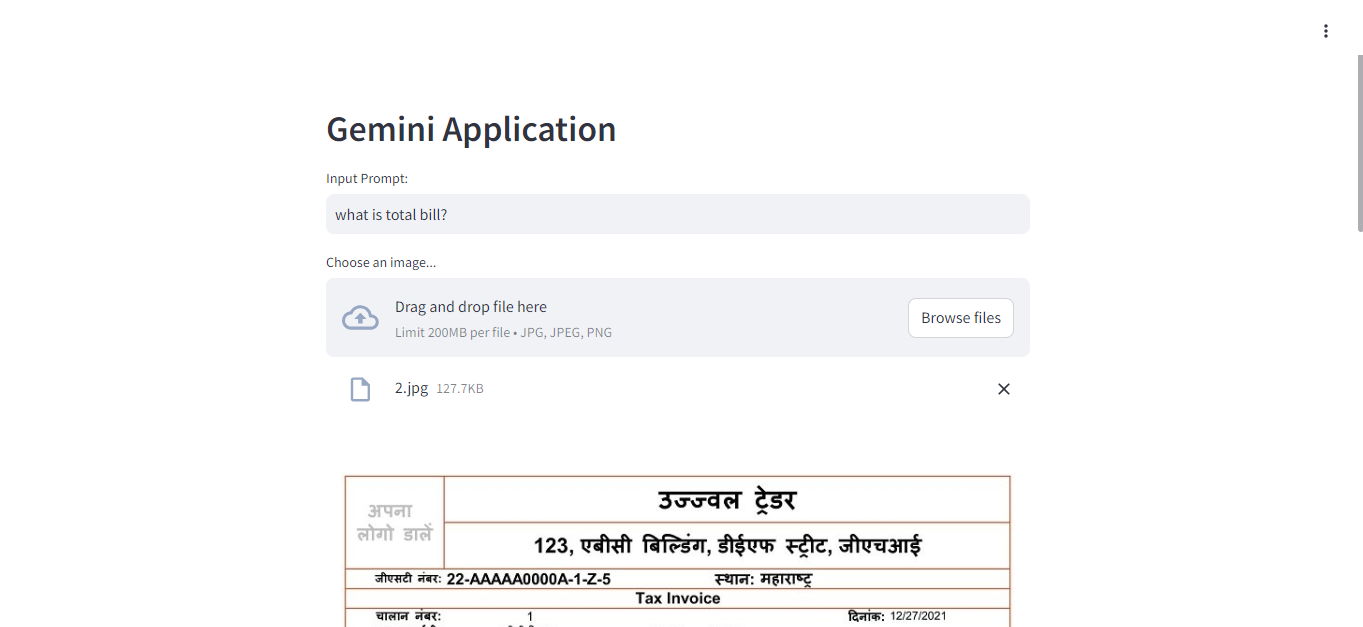 Gemini Application
Input Prompt:
what is total bill?
Choose an image...
Drag and drop file here
Limit 200MB per file • JPG, JPEG, PNG
Browse files
2.jpg 127.7KB
उज्ज्वल ट्रेडर
अपना
लोगो डालें
123, एबीसी बिल्डिंग, डीईएफ स्ट्रीट, जीएचआई
जीएसटी नंबर: 22-AAAAA0000A-1-Z-5 स्थान: महाराष्ट्र
Tax Invoice
चालान नंबर: 1 दिनांक: 12/27/2021